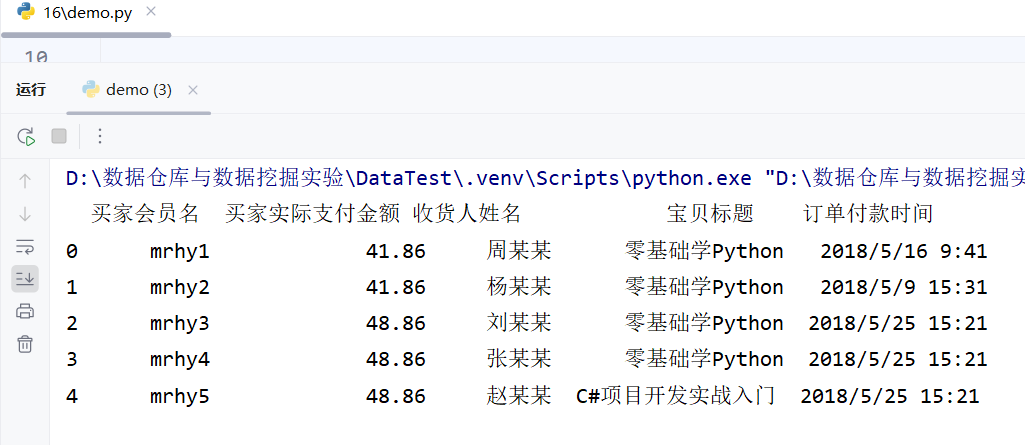 16\demo.py
10
运行 demo (3)
D:\数据仓库与数据挖掘实验\DataTest\.venv\Scripts\python.exe "D:\数据仓库与数据挖掘实
买家会员名 买家实际支付金额 收货人姓名 宝贝标题 订单付款时间
0 mrhy1 41.86 周某某 零基础学Python 2018/5/16 9:41
1 mrhy2 41.86 杨某某 零基础学Python 2018/5/9 15:31
2 mrhy3 48.86 刘某某 零基础学Python 2018/5/25 15:21
3 mrhy4 48.86 张某某 零基础学Python 2018/5/25 15:21
4 mrhy5 48.86 赵某某 C#项目开发实战入门 2018/5/25 15:21